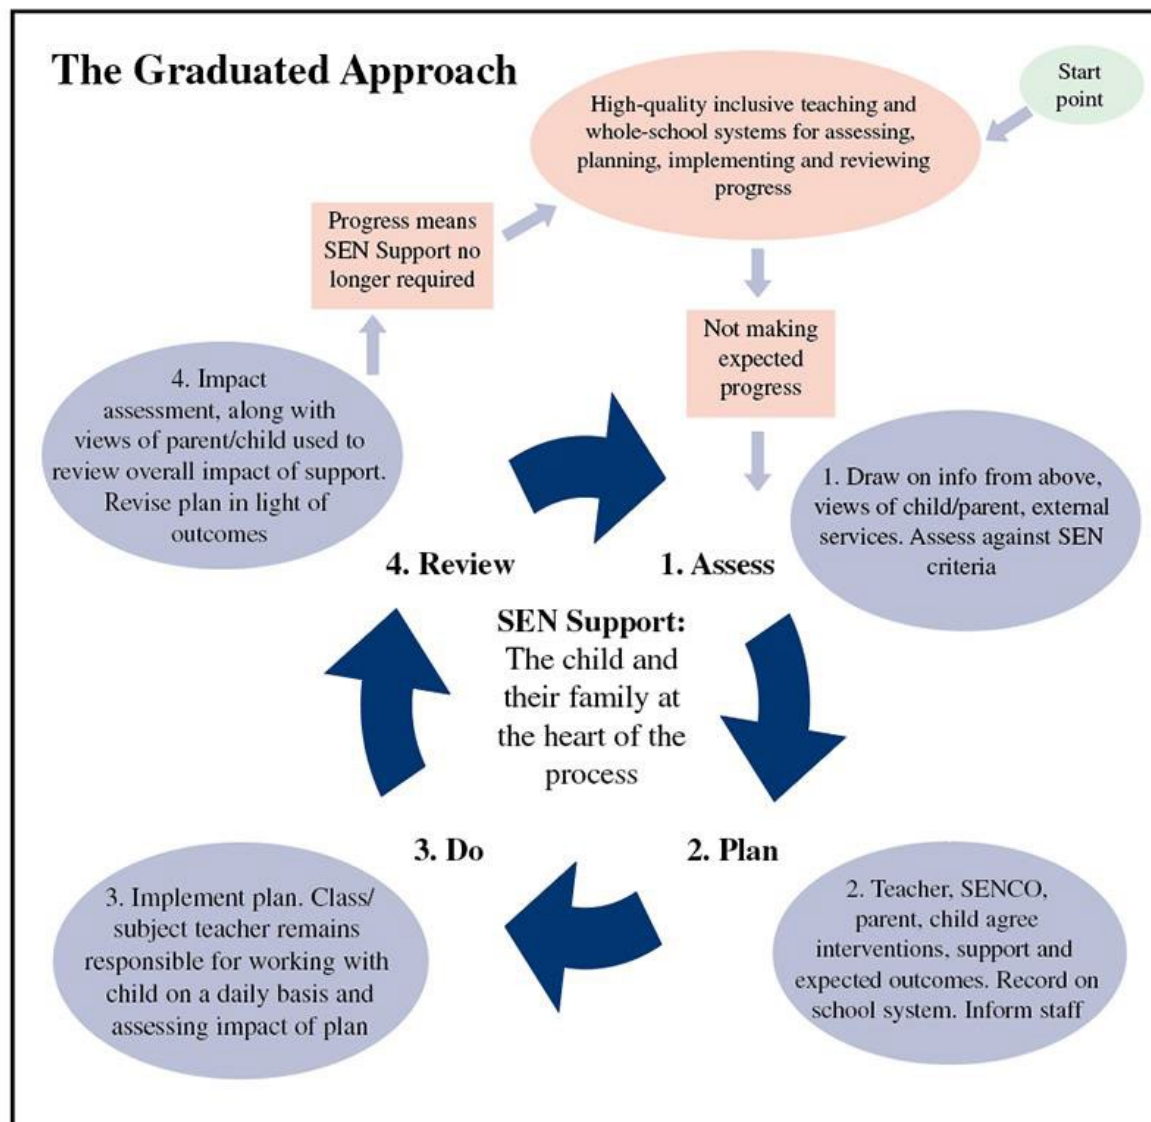 The Graduated Approach
Start
point
High-quality inclusive teaching and
whole-school systems for assessing,
planning, implementing and reviewing
progress
Progress means
SEN Support no
longer required
Not making
expected
progress
4. Impact
assessment, along with
views of parent/child used to
review overall impact of support.
Revise plan in light of
outcomes
1. Draw on info from above,
views of child/parent, external
services. Assess against SEN
criteria
4. Review
1. Assess
SEN Support:
The child and
their family at
the heart of the
process
3. Do
2. Plan
3. Implement plan. Class/
subject teacher remains
responsible for working with
child on a daily basis and
assessing impact of plan
2. Teacher, SENCO,
parent, child agree
interventions, support and
expected outcomes. Record on
school system. Inform staff